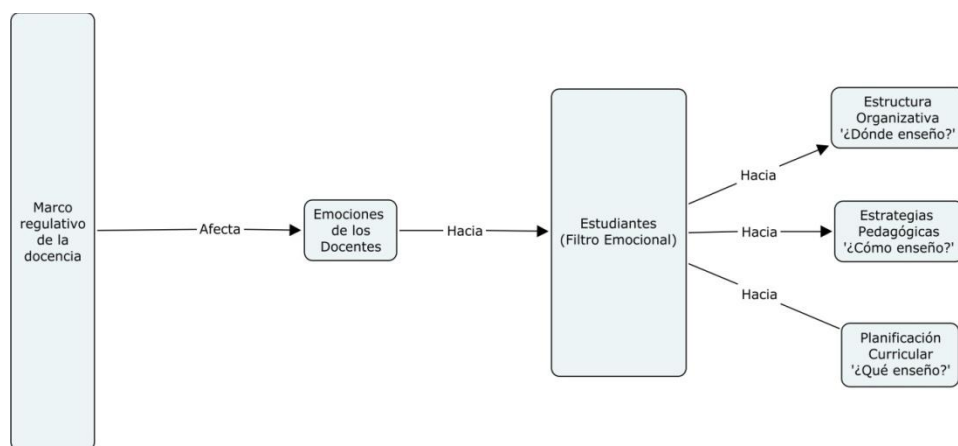 Marco
regulativo
de la
docencia
Afecta
Emociones
de los
Docentes
Hacia
Estudiantes
(Filtro Emocional)
Hacia
Estructura
Organizativa
'¿Dónde enseño?'
Hacia
Estrategias
Pedagógicas
'¿Cómo enseño?'
Hacia
Planificación
Curricular
'¿Qué enseño?'